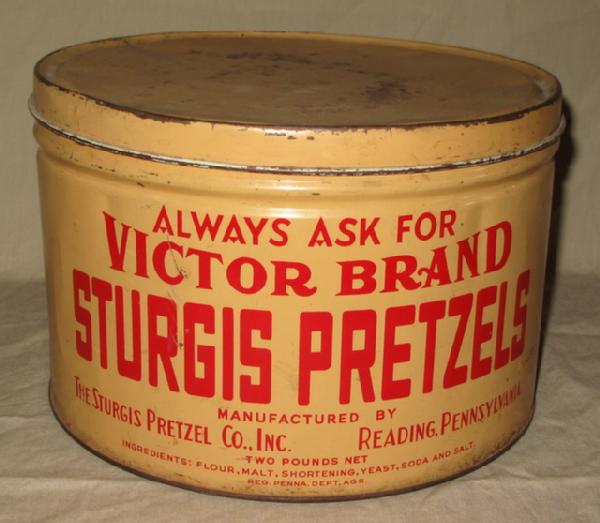 ALWAYS ASK FOR
VICTOR BRAND
STURGIS PRETZELS
MANUFACTURED BY
THE STURGIS PRETZEL CO., INC. READING, PENNSYLVANIA.
TWO POUNDS NET
INGREDIENTS: FLOUR, MALT, SHORTENING, YEAST, SODA AND SALT.
REG. PENNA. DEPT. AGR.